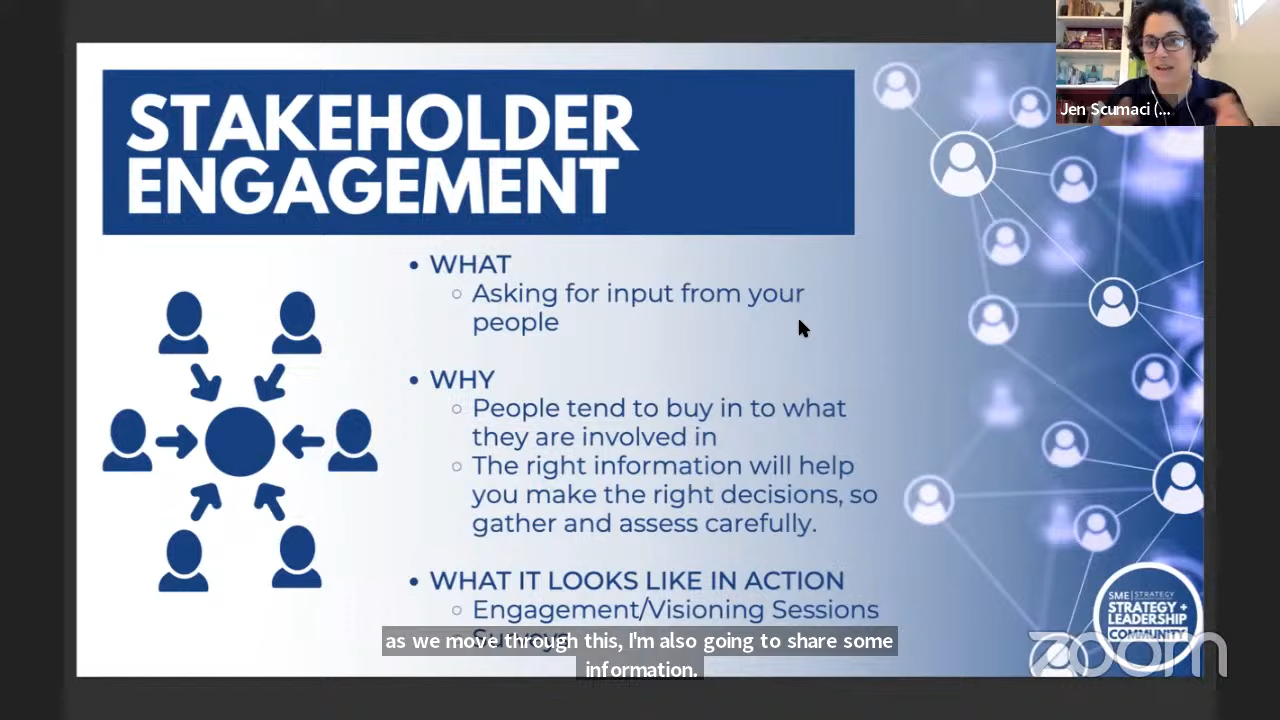 Jen Scumaci (...
STAKEHOLDER
ENGAGEMENT
• WHAT
○ Asking for input from your
people
• WHY
○ People tend to buy in to what
they are involved in
○ The right information will help
you make the right decisions, so
gather and assess carefully.
• WHAT IT LOOKS LIKE IN ACTION
○ Engagement/Visioning Sessions
as we move through this, I'm also going to share some
information.
SME | STRATEGY
STRATEGY +
LEADERSHIP
COMMUNITY
zoom